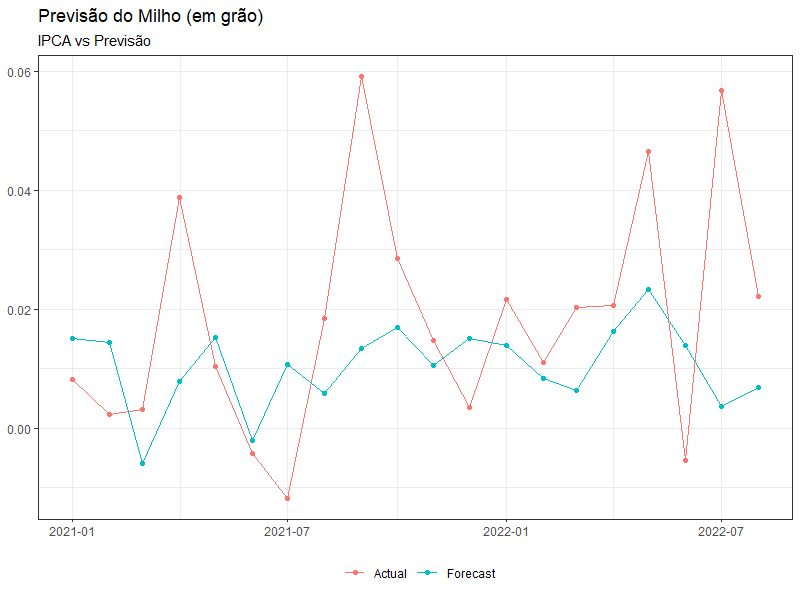 Previsão do Milho (em grão)
IPCA vs Previsão
0.06
0.04
0.02
0.00
2021-01 2021-07 2022-01 2022-07
Actual Forecast